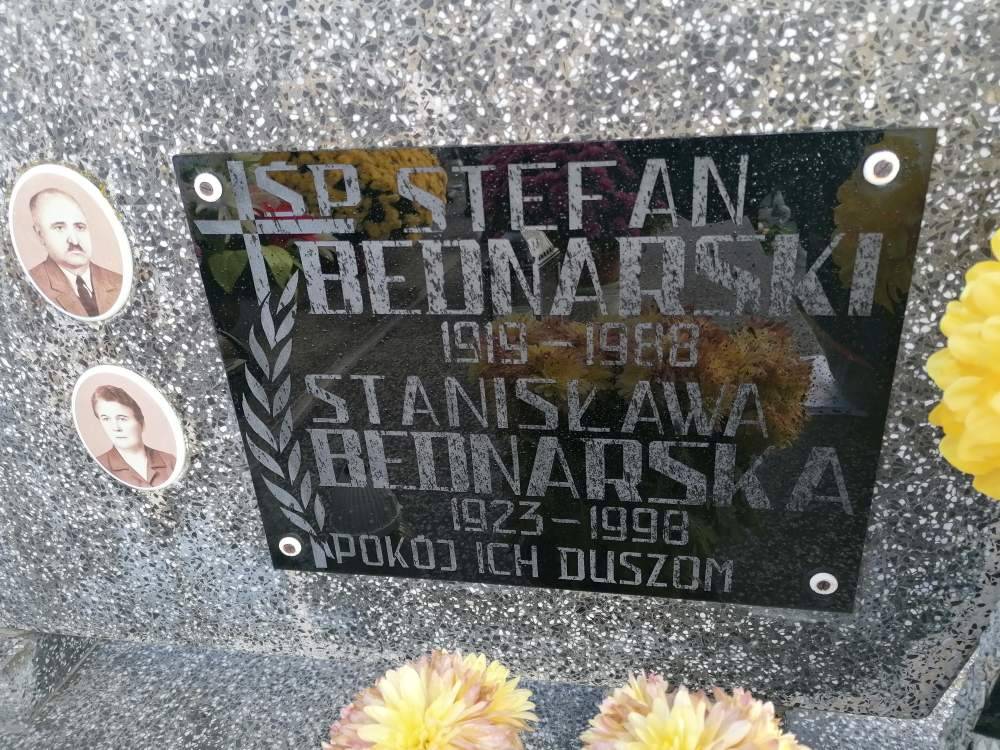 ŚP. STEFAN
BEDNARSKI
1919 – 1988
STANISŁAWA
BEDNARSKA
1923 – 1998
POKÓJ ICH DUSZOM